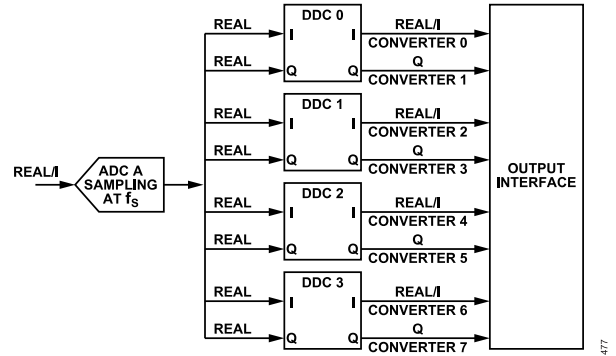 DDC 0
REAL I I REAL/I
CONVERTER 0
REAL Q Q Q
CONVERTER 1
DDC 1
REAL I I REAL/I
CONVERTER 2
REAL Q Q Q
CONVERTER 3
REAL/I
ADC A
SAMPLING
AT fS
OUTPUT
INTERFACE
DDC 2
REAL I I REAL/I
CONVERTER 4
REAL Q Q Q
CONVERTER 5
DDC 3
REAL I I REAL/I
CONVERTER 6
REAL Q Q Q
CONVERTER 7
477